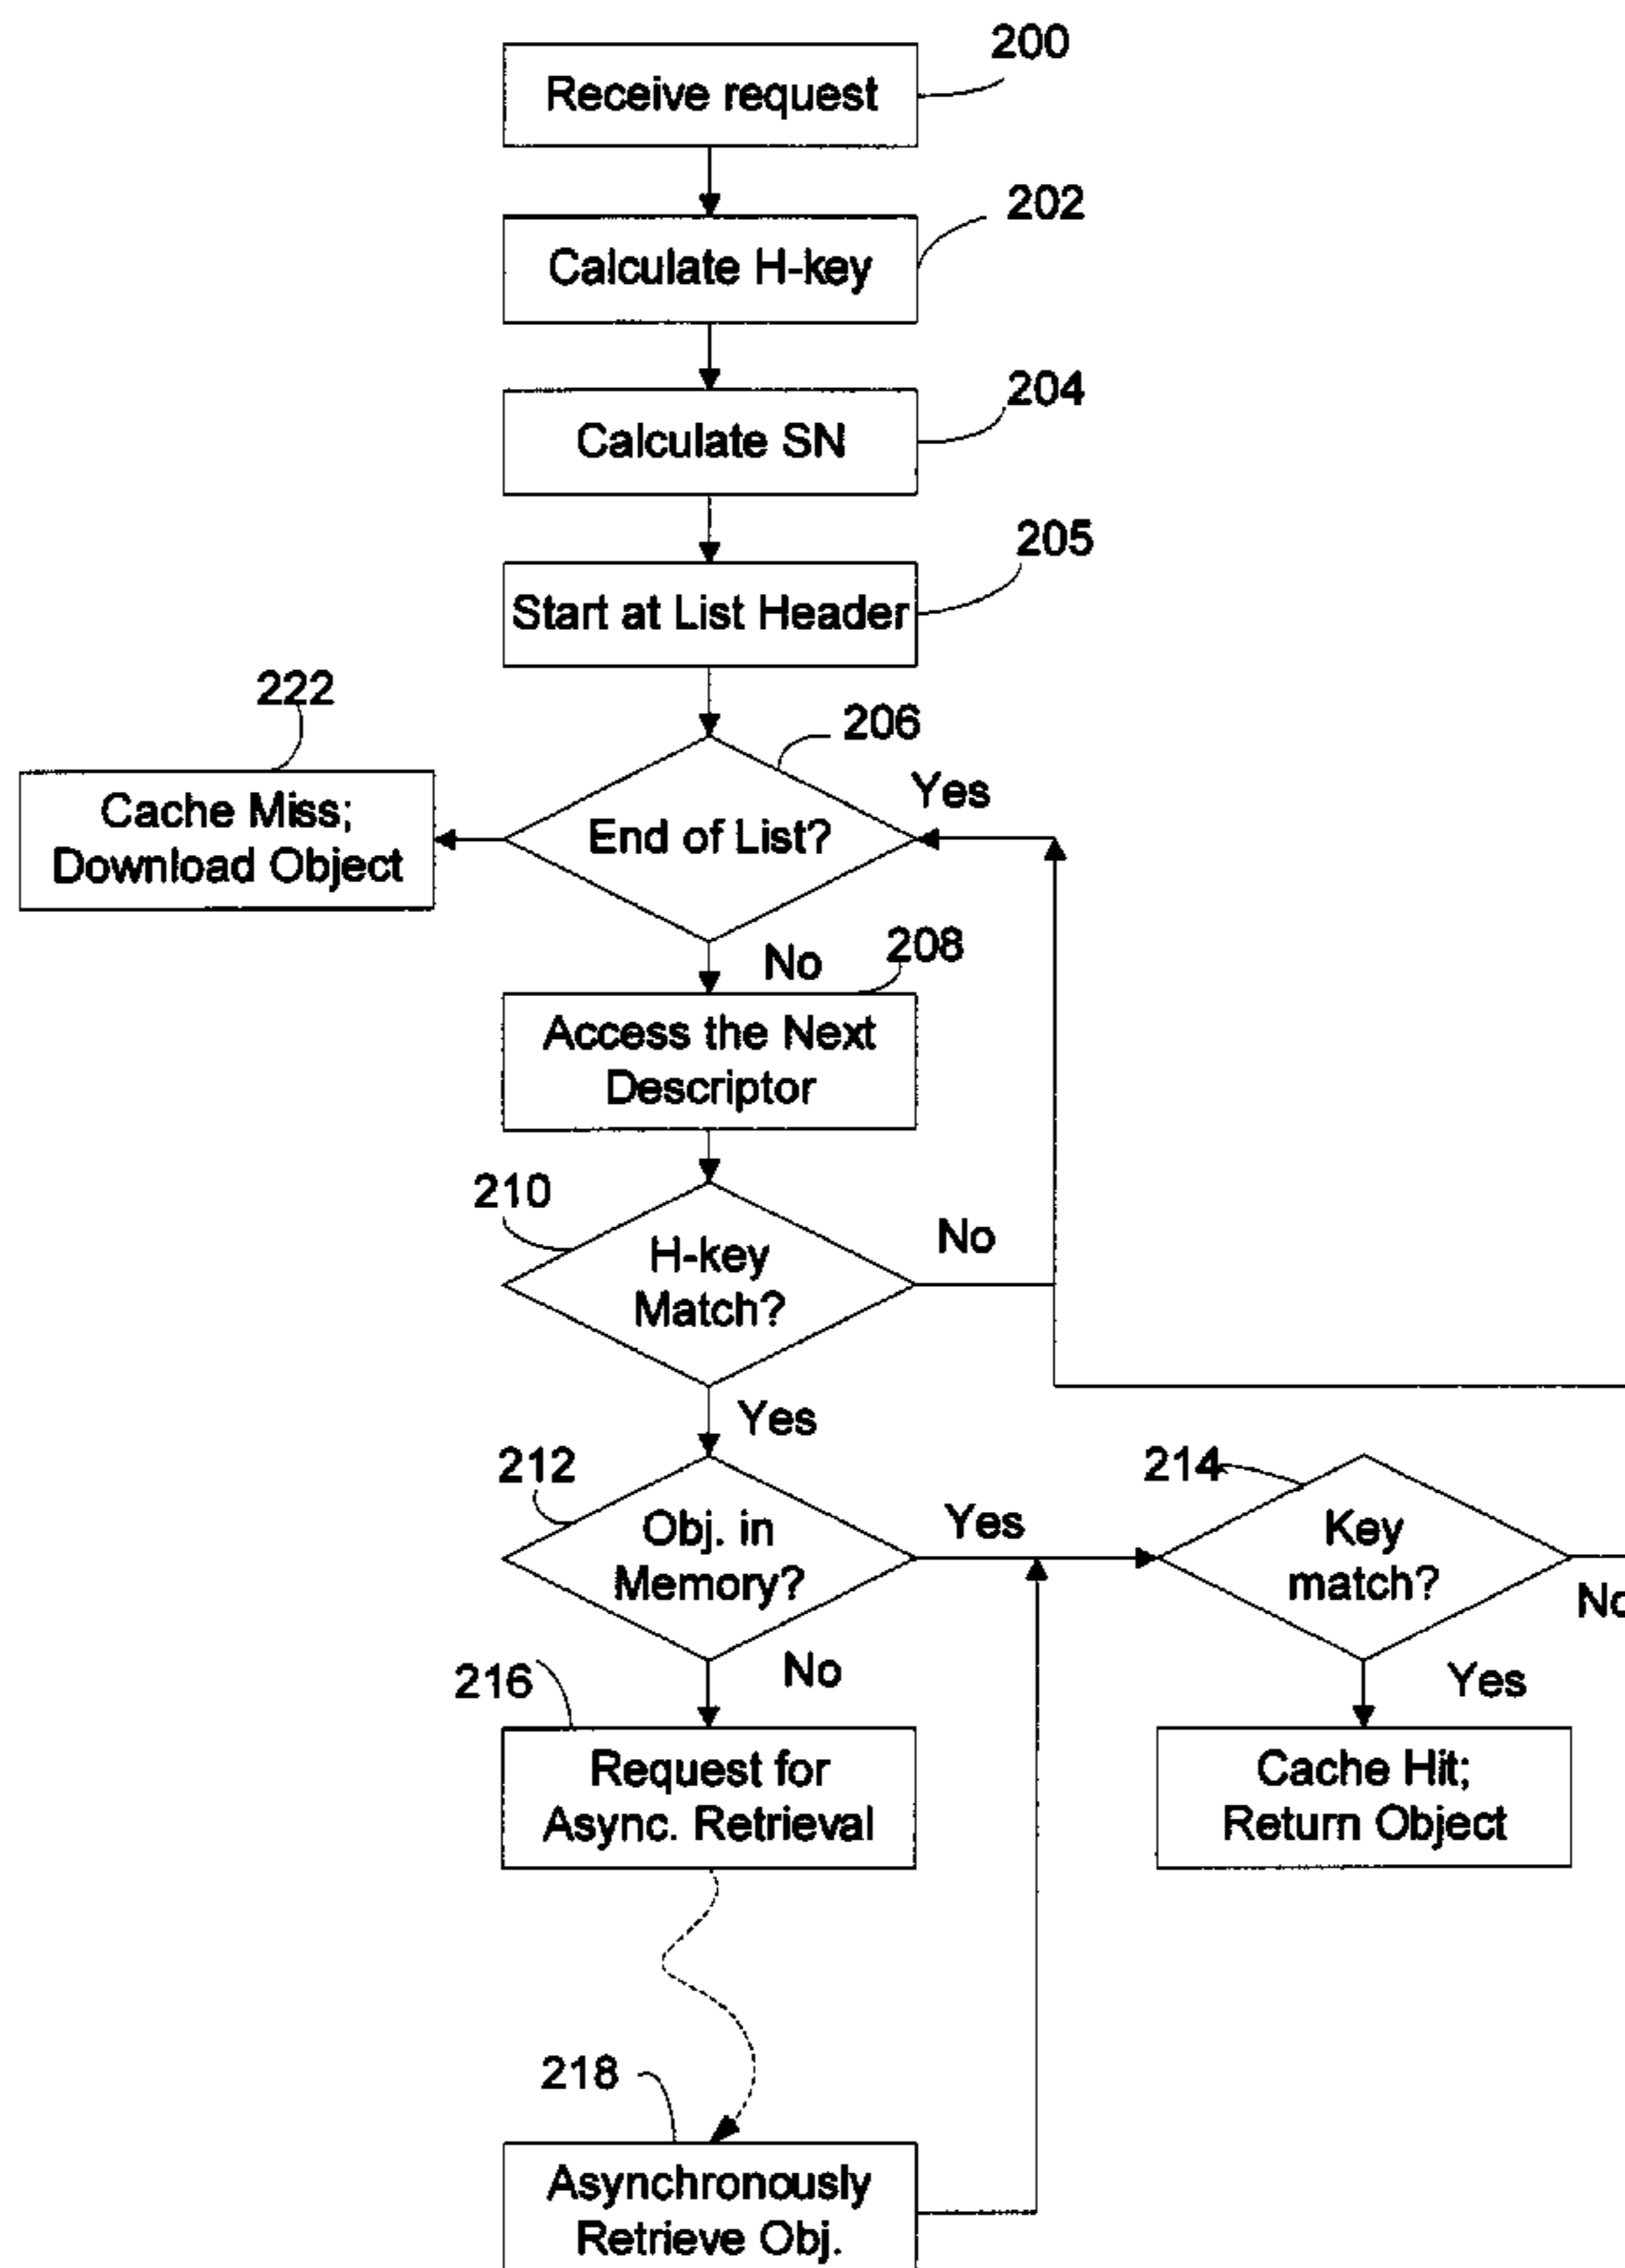 200
Receive request
202
Calculate H-key
204
Calculate SN
205
Start at List Header
222
206
Yes
Cache Miss;
Download Object
End of List?
No
208
Access the Next
Descriptor
210
No
H-key
Match?
Yes
212
214
Obj. in
Memory?
Yes
Key
match?
No
216
No
Yes
Request for
Async. Retrieval
Cache Hit;
Return Object
218
Asynchronously
Retrieve Obj.